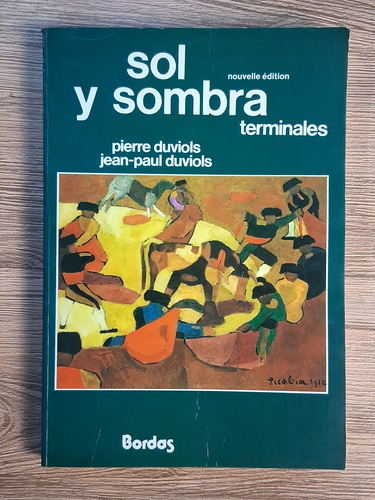 sol
nouvelle édition
y sombra
terminales
pierre duviols
jean-paul duviols
Picabia 1912
Bordas